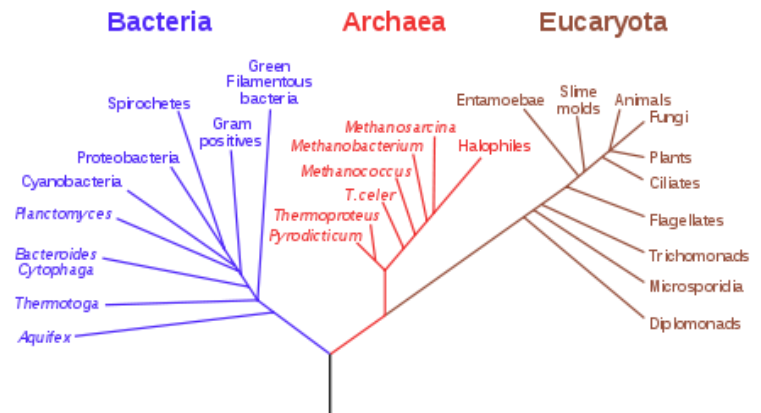 Bacteria
Archaea
Eucaryota
Green
Filamentous
bacteria
Spirochetes
Gram
positives
Proteobacteria
Cyanobacteria
Planctomyces
Bacteroides
Cytophaga
Thermotoga
Aquifex
Methanosarcina
Methanobacterium
Halophiles
Methanococcus
T.celer
Thermoproteus
Pyrodicticum
Entamoebae
Slime
molds
Animals
Fungi
Plants
Ciliates
Flagellates
Trichomonads
Microsporidia
Diplomonads